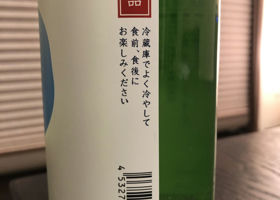 品
冷蔵庫でよく冷やして
食前、食後に
お楽しみください
4 5327